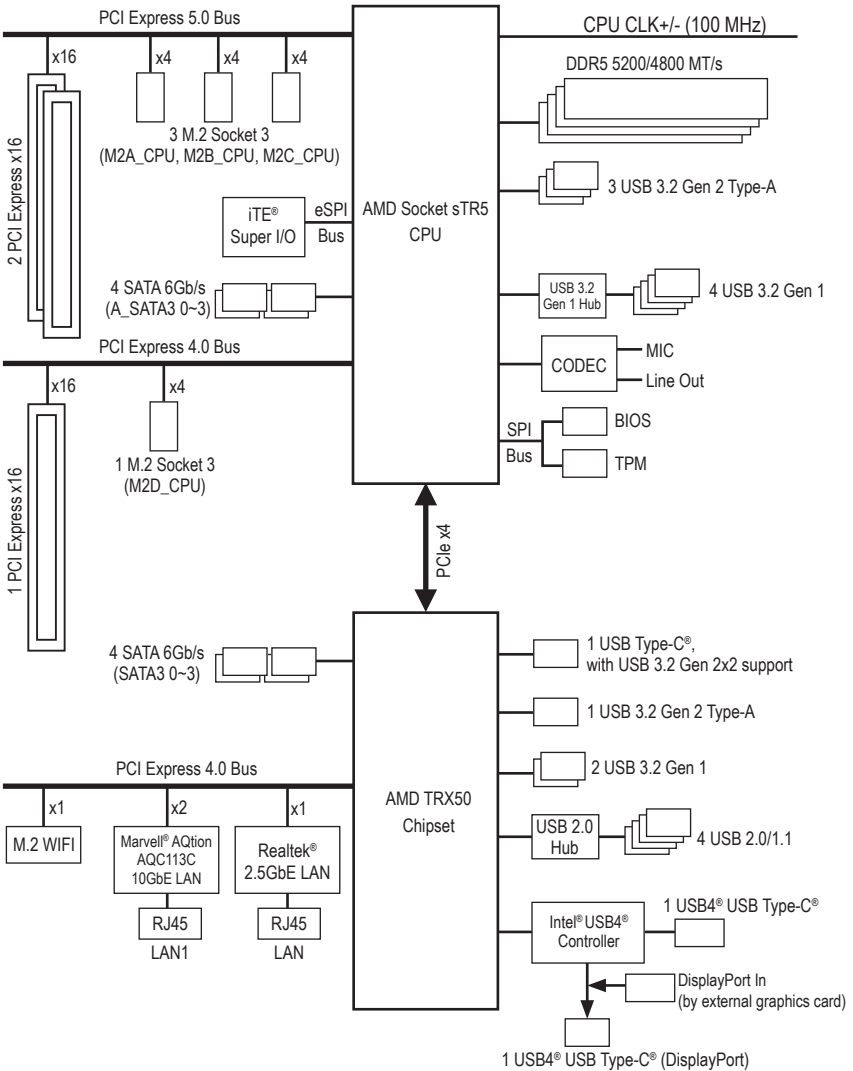 PCI Express 5.0 Bus
CPU CLK+/- (100 MHz)
x16
x4
x4
x4
DDR5 5200/4800 MT/s
2 PCI Express x16
3 M.2 Socket 3
(M2A_CPU, M2B_CPU, M2C_CPU)
3 USB 3.2 Gen 2 Type-A
iTE®
Super I/O
eSPI
Bus
AMD Socket sTR5
CPU
4 SATA 6Gb/s
(A_SATA3 0~3)
USB 3.2
Gen 1 Hub
4 USB 3.2 Gen 1
PCI Express 4.0 Bus
CODEC
MIC
Line Out
x16
x4
1 PCI Express x16
1 M.2 Socket 3
(M2D_CPU)
SPI
Bus
BIOS
TPM
PCIe x4
4 SATA 6Gb/s
(SATA3 0~3)
1 USB Type-C®,
with USB 3.2 Gen 2x2 support
1 USB 3.2 Gen 2 Type-A
PCI Express 4.0 Bus
2 USB 3.2 Gen 1
AMD TRX50
Chipset
x1
x2
x1
M.2 WIFI
Marvell® AQtion
AQC113C
10GbE LAN
Realtek®
2.5GbE LAN
USB 2.0
Hub
4 USB 2.0/1.1
RJ45
RJ45
LAN1
LAN
Intel® USB4®
Controller
1 USB4® USB Type-C®
DisplayPort In
(by external graphics card)
1 USB4® USB Type-C® (DisplayPort)